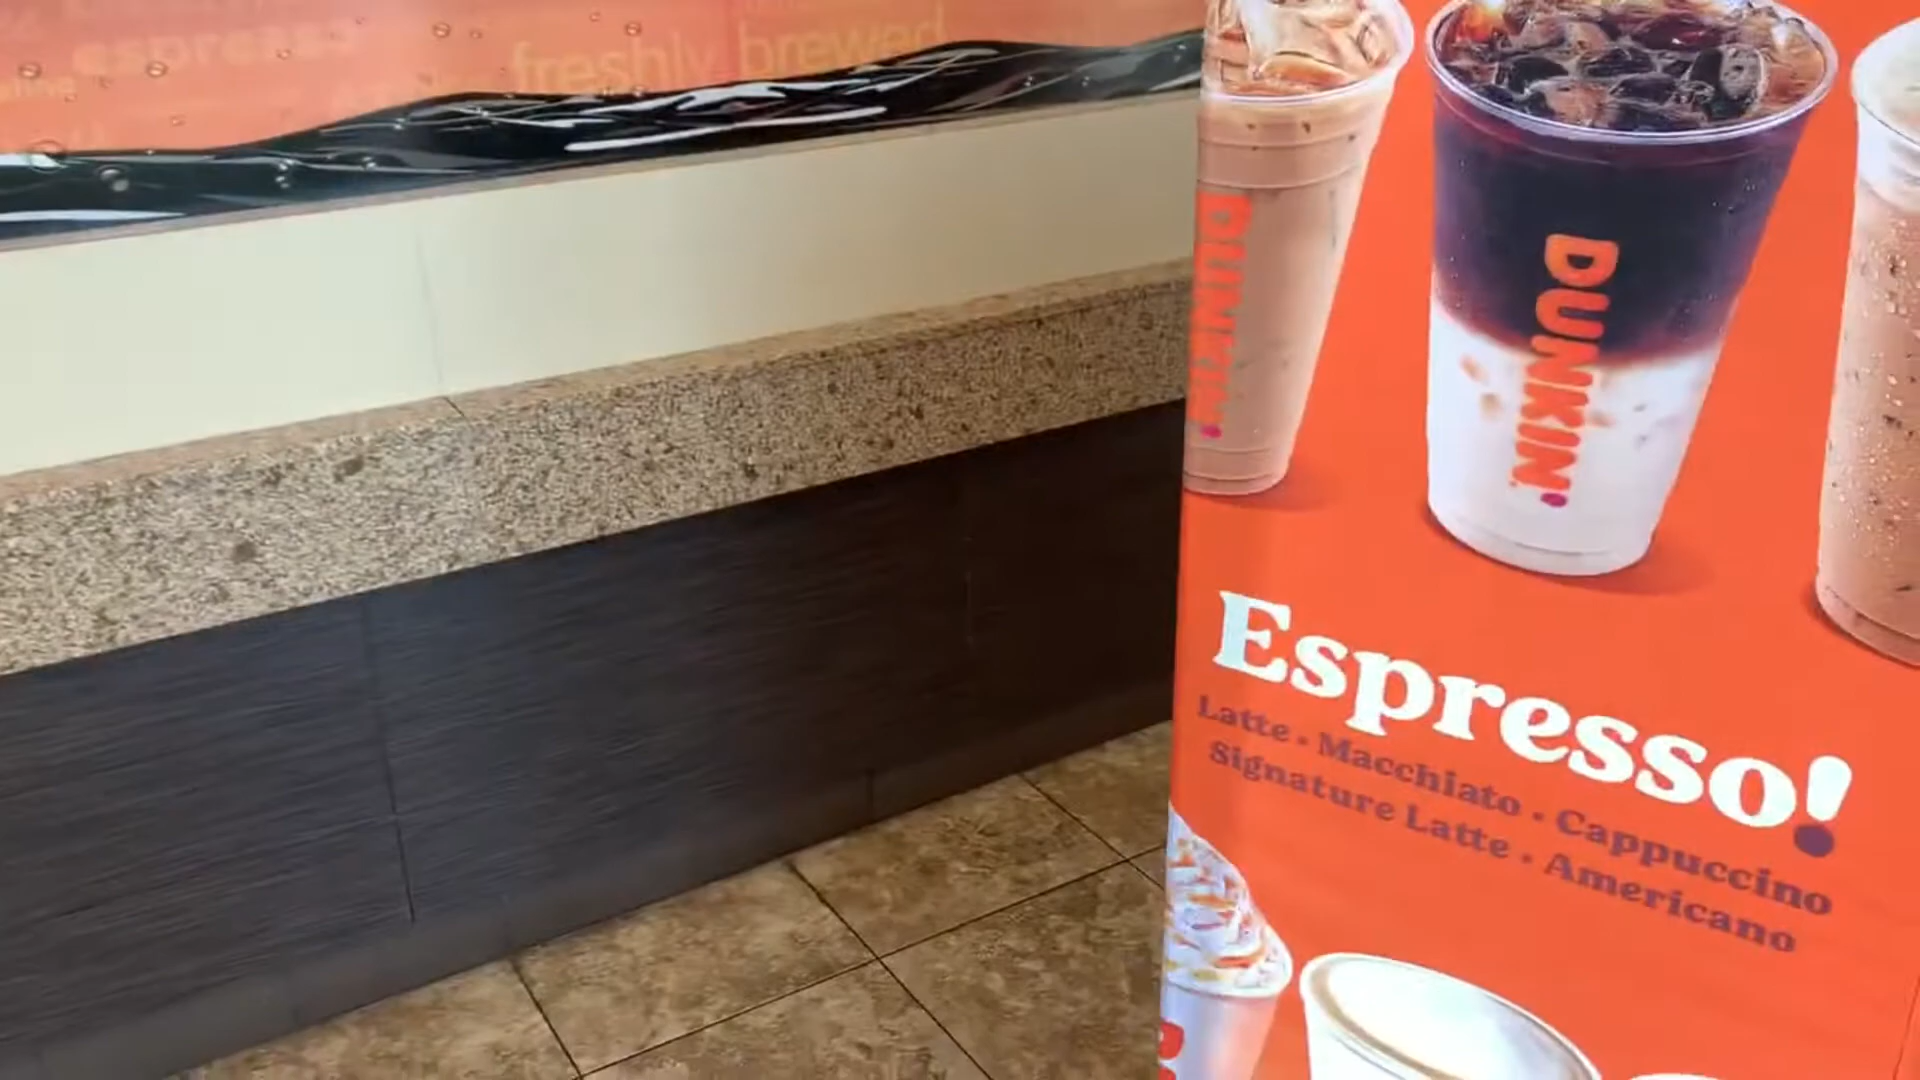 espresso
freshly brewed
DUNKIN'
DUNKIN'
Espresso!
Latte • Macchiato • Cappuccino
Signature Latte • Americano